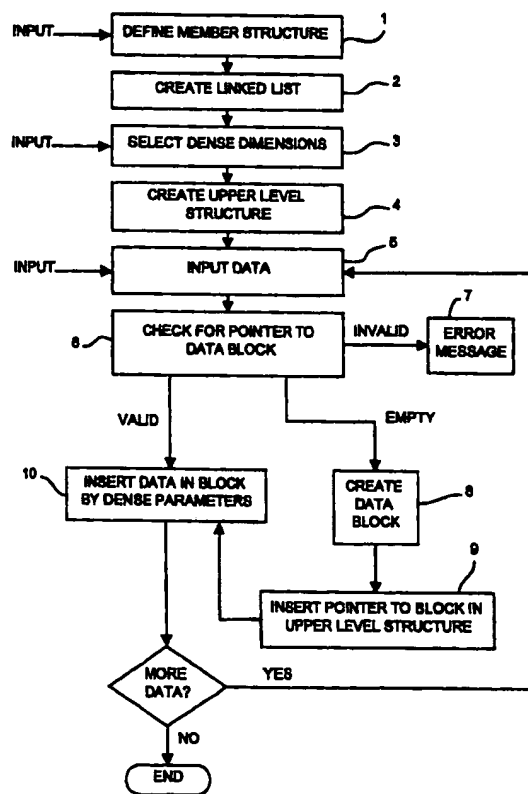 1
INPUT
DEFINE MEMBER STRUCTURE
2
CREATE LINKED LIST
3
INPUT
SELECT DENSE DIMENSIONS
4
CREATE UPPER LEVEL
STRUCTURE
5
INPUT
INPUT DATA
6
CHECK FOR POINTER TO
DATA BLOCK
INVALID
7
ERROR
MESSAGE
VALID
EMPTY
10
INSERT DATA IN BLOCK
BY DENSE PARAMETERS
CREATE
DATA
BLOCK
8
9
INSERT POINTER TO BLOCK IN
UPPER LEVEL STRUCTURE
MORE
DATA?
YES
NO
END